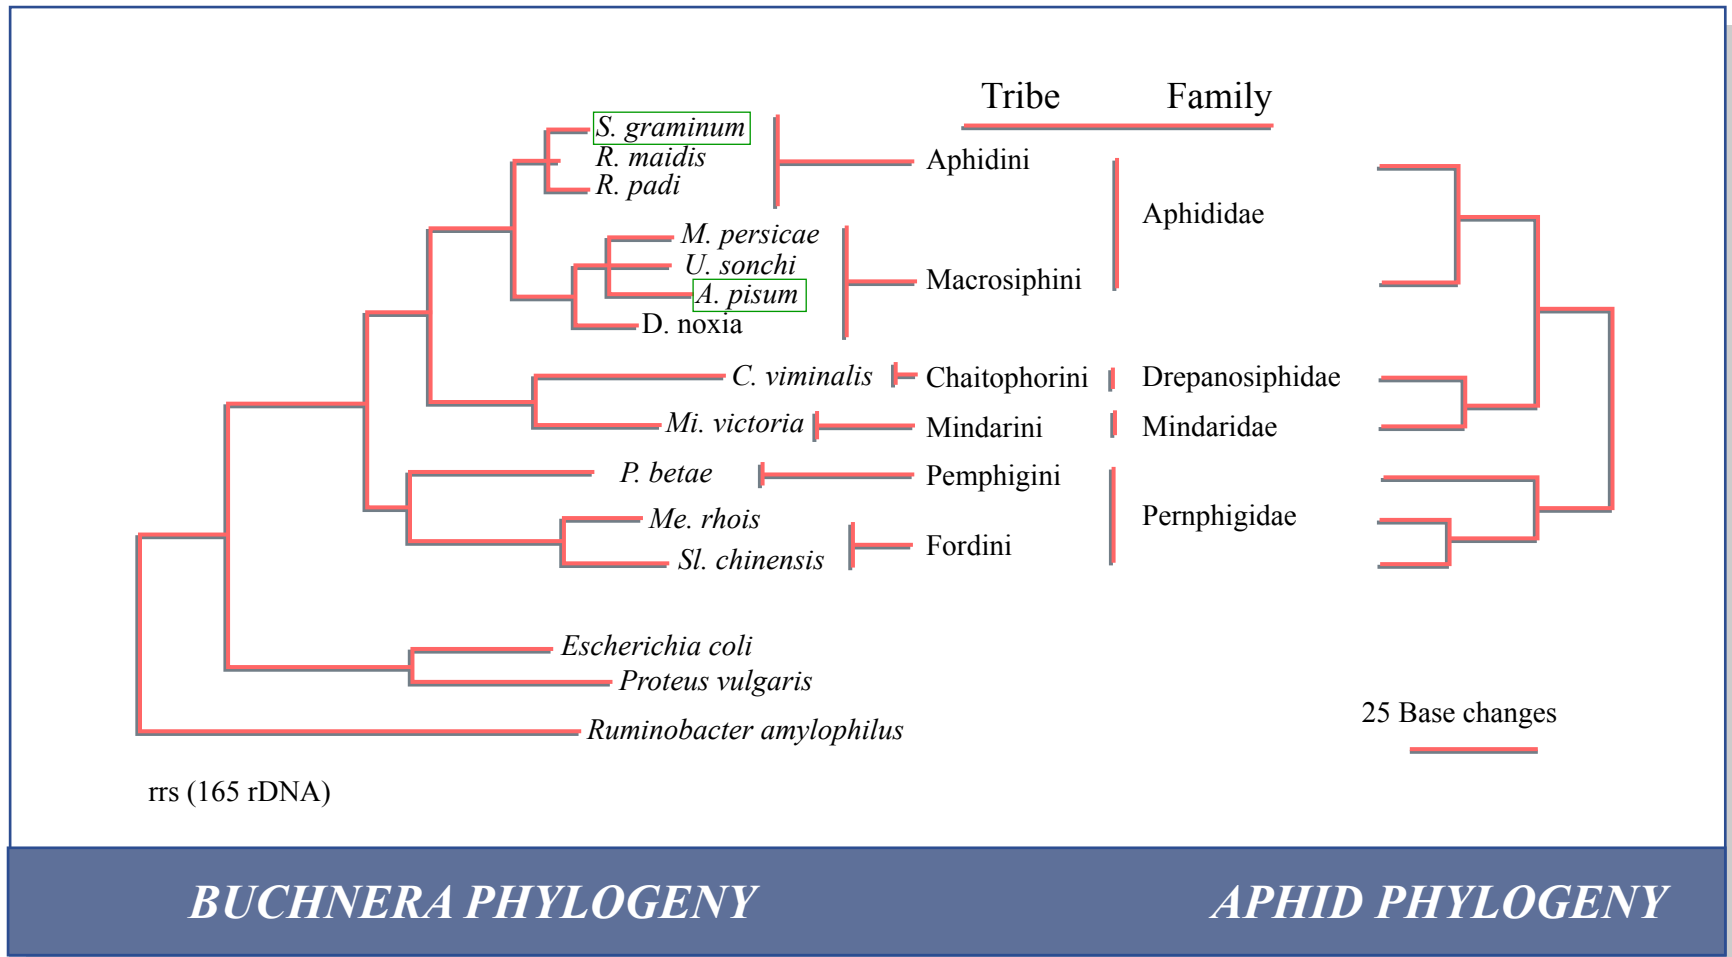 Tribe Family
S. graminum
R. maidis
R. padi
Aphidini
Aphididae
M. persicae
U. sonchi
A. pisum
D. noxia
Macrosiphini
C. viminalis
Chaitophorini
Drepanosiphidae
Mi. victoria
Mindarini
Mindaridae
P. betae
Pemphigini
Pernphigidae
Me. rhois
Sl. chinensis
Fordini
Escherichia coli
Proteus vulgaris
Ruminobacter amylophilus
25 Base changes
rrs (165 rDNA)
BUCHNERA PHYLOGENY
APHID PHYLOGENY